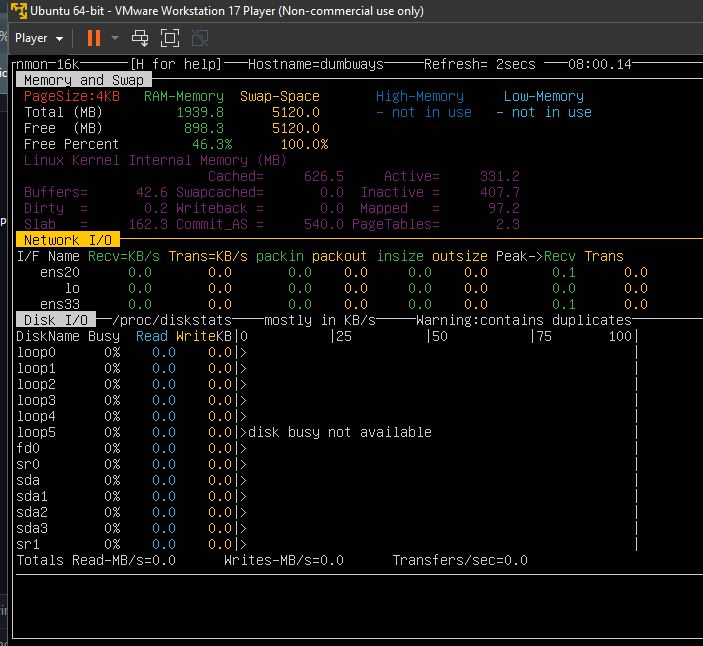 Ubuntu 64-bit - VMware Workstation 17 Player (Non-commercial use only)
Player
nmon-16k [H for help] Hostname=dumbways Refresh= 2secs 08:00.14
Memory and Swap
PageSize:4KB RAM-Memory Swap-Space High-Memory Low-Memory
Total (MB) 1939.8 5120.0 - not in use - not in use
Free (MB) 898.3 5120.0
Free Percent 46.3% 100.0%
Linux Kernel Internal Memory (MB)
Cached= 626.5 Active= 331.2
Buffers= 42.6 Swapcached= 0.0 Inactive = 407.7
Dirty = 0.2 Writeback = 0.0 Mapped = 97.2
Slab = 162.3 Commit_AS = 540.0 PageTables= 2.3
Network I/O
I/F Name Recv=KB/s Trans=KB/s packin packout insize outsize Peak->Recv Trans
ens20 0.0 0.0 0.0 0.0 0.0 0.0 0.1 0.0
lo 0.0 0.0 0.0 0.0 0.0 0.0 0.0 0.0
ens33 0.0 0.0 0.0 0.0 0.0 0.0 0.1 0.0
Disk I/O /proc/diskstats mostly in KB/s Warning:contains duplicates
DiskName Busy Read WriteKB|0 |25 |50 |75 100|
loop0 0% 0.0 0.0|> |
loop1 0% 0.0 0.0|> |
loop2 0% 0.0 0.0|> |
loop3 0% 0.0 0.0|> |
loop4 0% 0.0 0.0|> |
loop5 0% 0.0 0.0|>disk busy not available |
fd0 0% 0.0 0.0|> |
sr0 0% 0.0 0.0|> |
sda 0% 0.0 0.0|> |
sda1 0% 0.0 0.0|> |
sda2 0% 0.0 0.0|> |
sda3 0% 0.0 0.0|> |
sr1 0% 0.0 0.0|> |
Totals Read-MB/s=0.0 Writes-MB/s=0.0 Transfers/sec=0.0